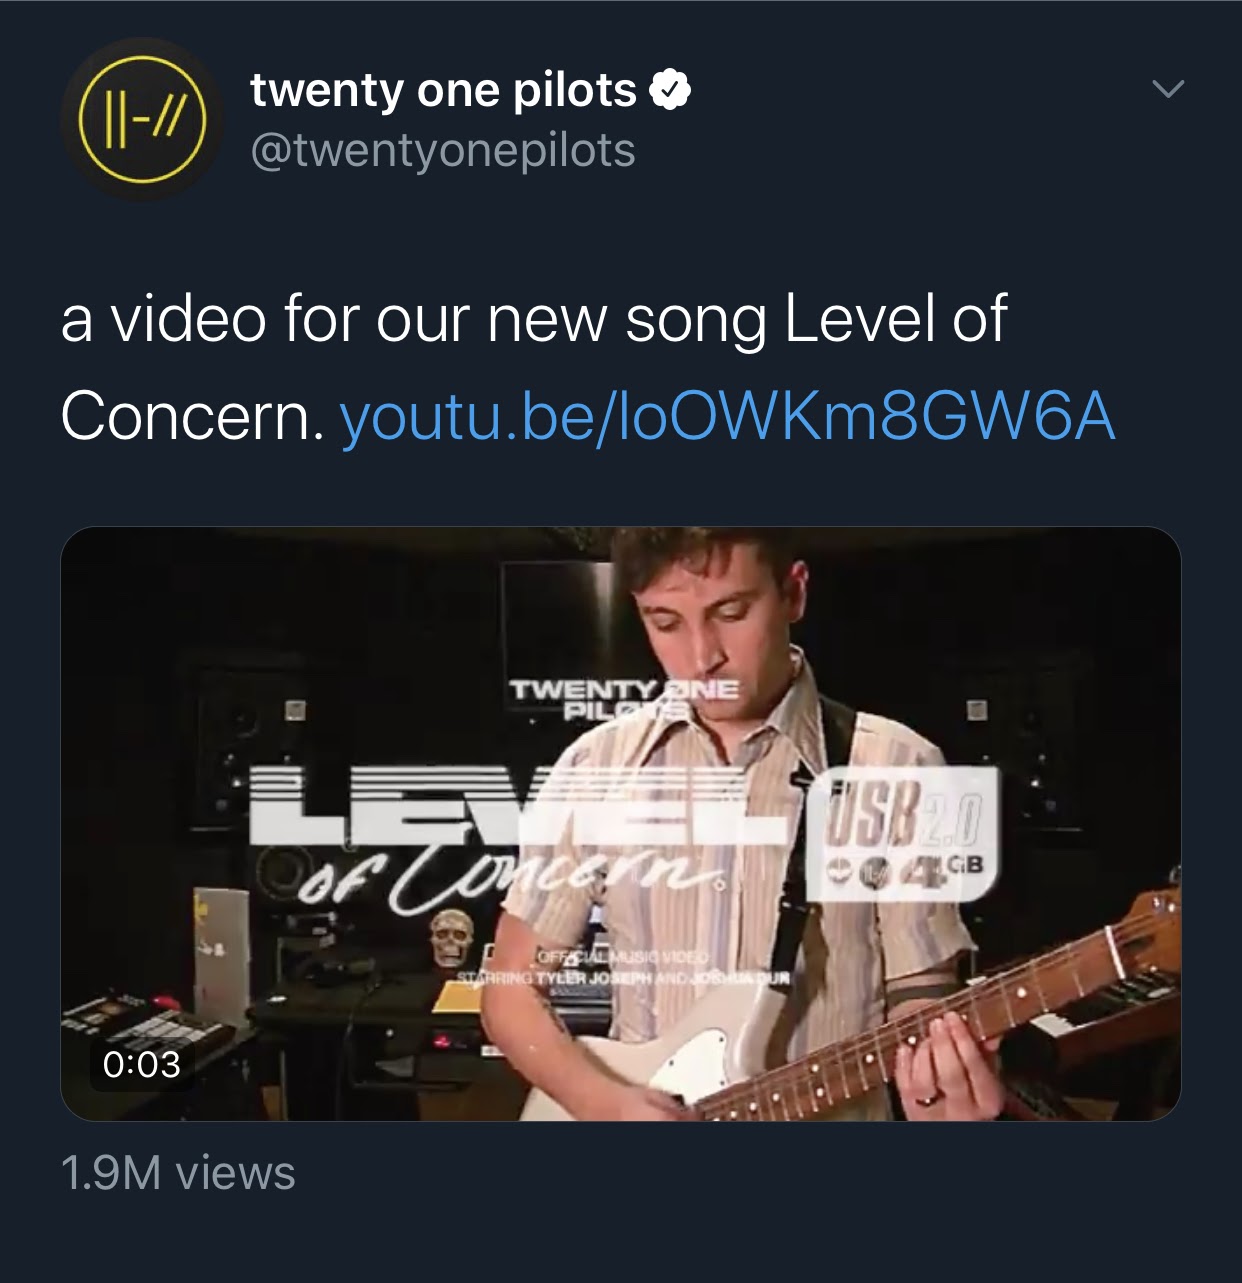 twenty one pilots
@twentyonepilots
a video for our new song Level of
Concern. youtu.be/loOWKm8GW6A
TWENTY ONE
PILOTS
LEVEL
of Concern.
USB 2.0
4GB
OFFICIAL MUSIC VIDEO
STARRING TYLER JOSEPH AND JOSHUA DUN
0:03
1.9M views